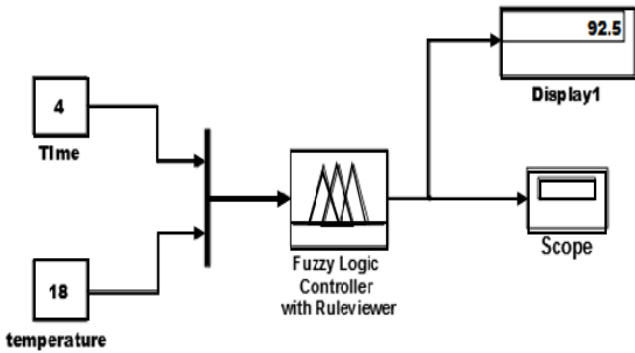 92.5
Display1
4
TIme
Fuzzy Logic
Controller
with Ruleviewer
Scope
18
temperature